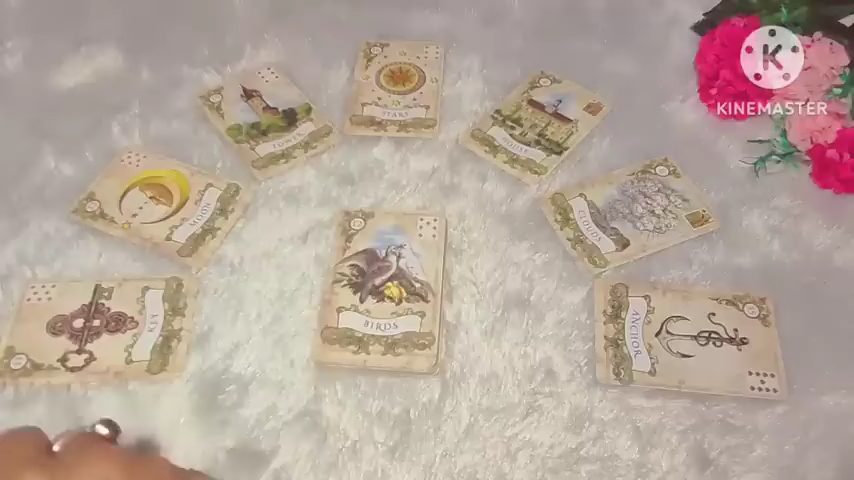 STARS
TOWER
HOUSE
MOON
CLOUDS
KEY
BIRDS
ANCHOR
K
KINEMASTER